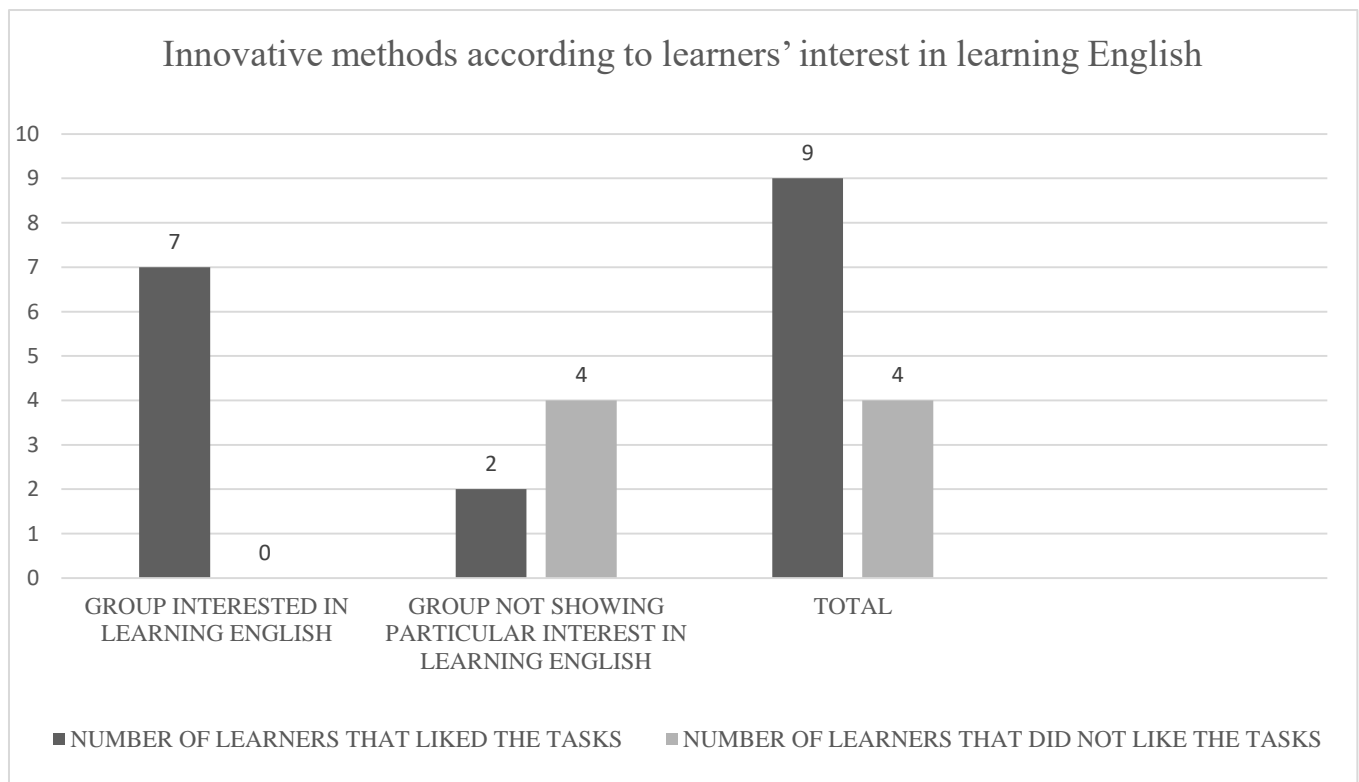 Innovative methods according to learners’ interest in learning English
10
9
8
7
6
5
4
3
2
1
0
7
0
2
4
9
4
GROUP INTERESTED IN
LEARNING ENGLISH
GROUP NOT SHOWING
PARTICULAR INTEREST IN
LEARNING ENGLISH
TOTAL
NUMBER OF LEARNERS THAT LIKED THE TASKS
NUMBER OF LEARNERS THAT DID NOT LIKE THE TASKS